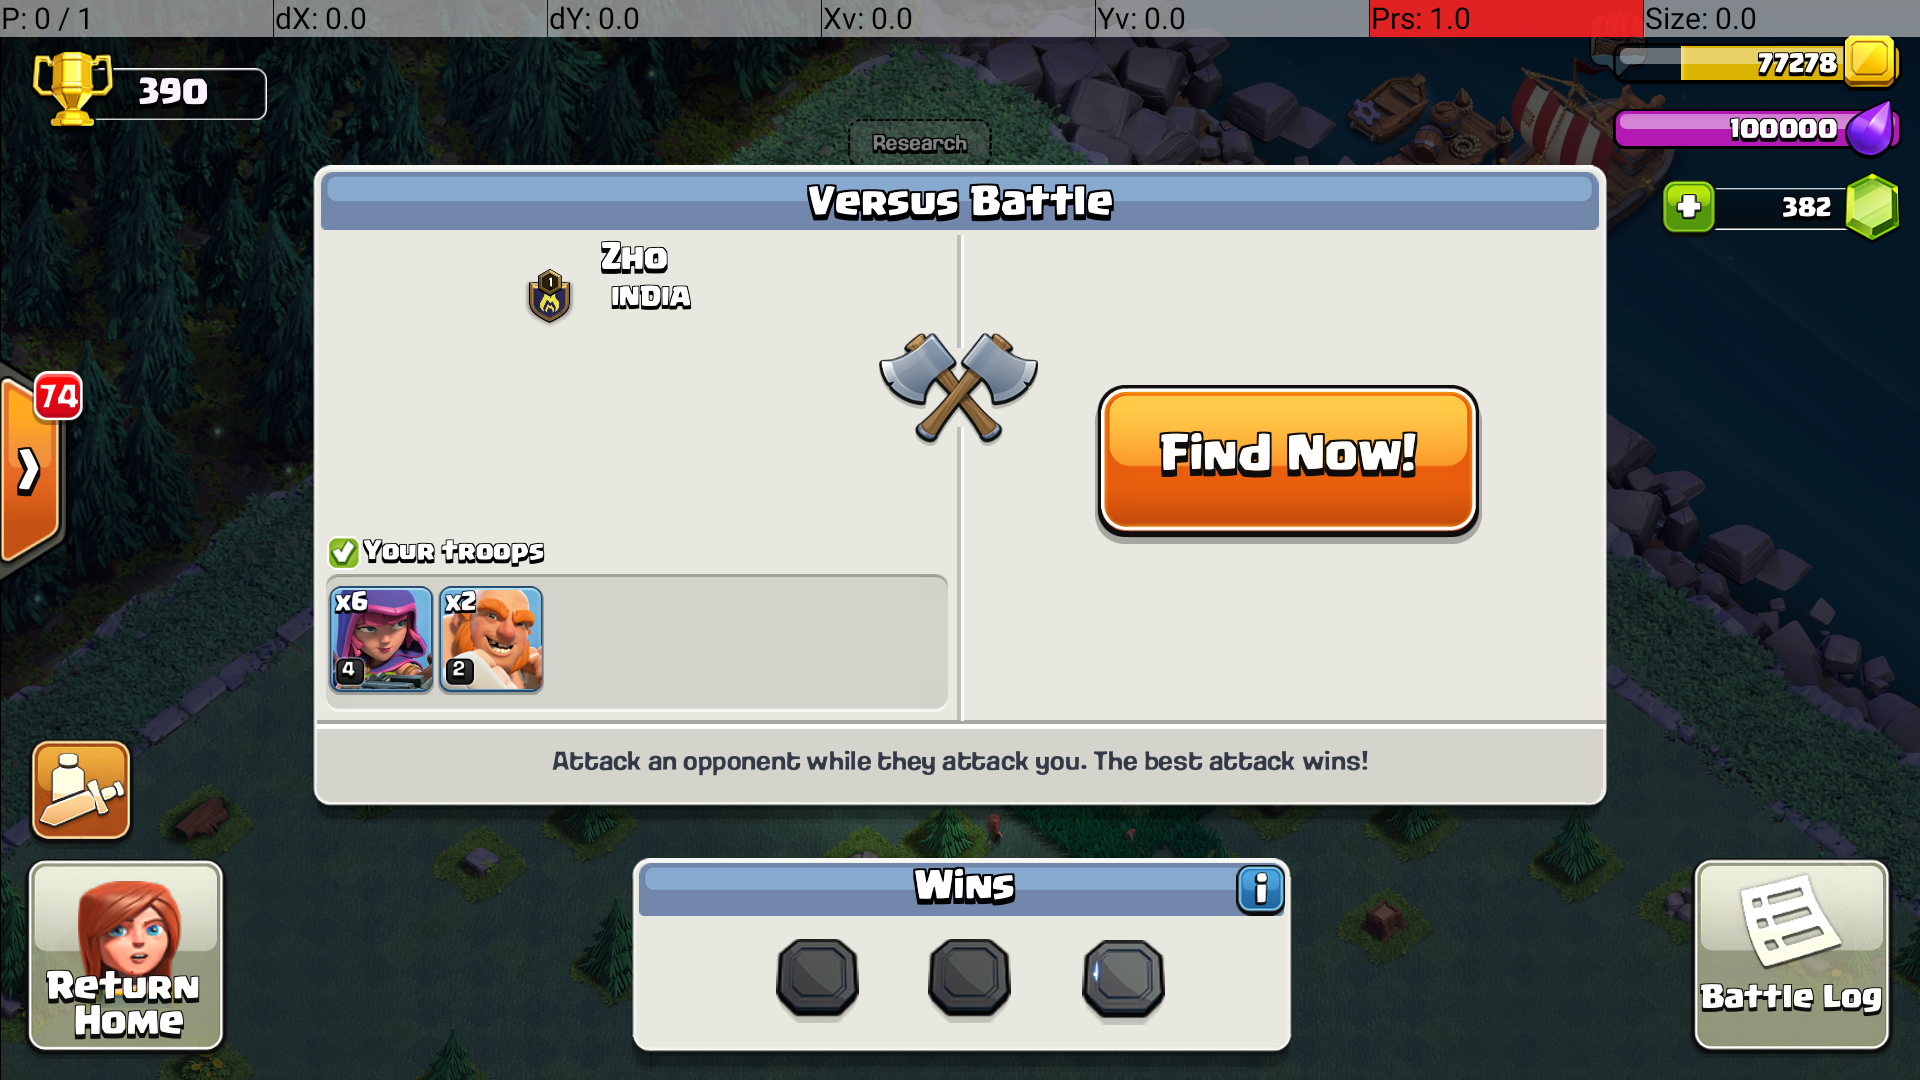 P: 0 / 1 dX: 0.0 dY: 0.0 Xv: 0.0 Yv: 0.0 Prs: 1.0 Size: 0.0
390
77278
Research
100000
Versus Battle
382
Zho
1
INDIA
74
Find Now!
Your troops
x6 x2
4 2
Attack an opponent while they attack you. The best attack wins!
Wins
i
Return
Home
Battle Log